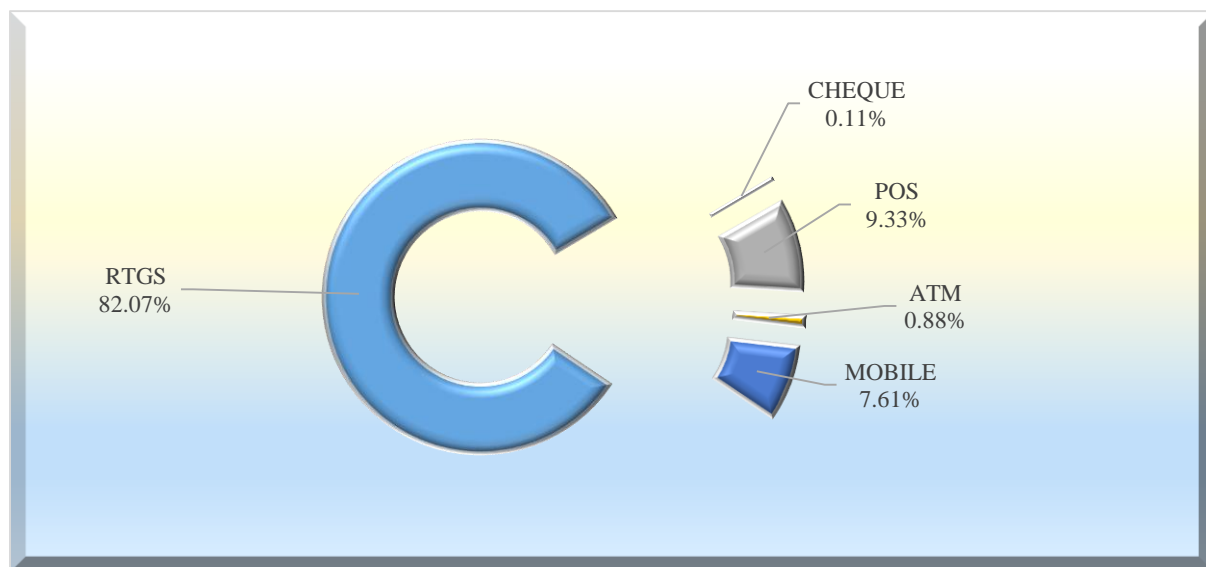 CHEQUE
0.11%
POS
9.33%
RTGS
82.07%
ATM
0.88%
MOBILE
7.61%